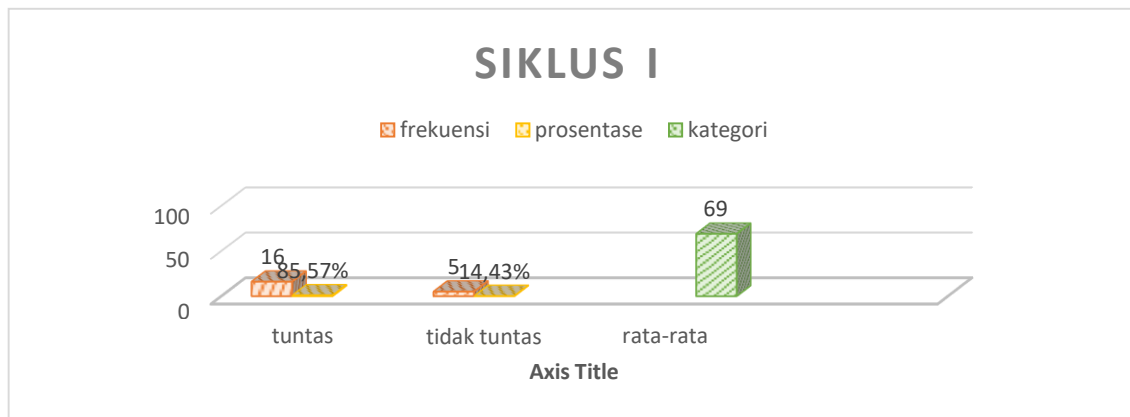 SIKLUS I
frekuensi prosentase kategori
100
50
0
16
85,57%
5
14,43%
69
tuntas tidak tuntas rata-rata
Axis Title